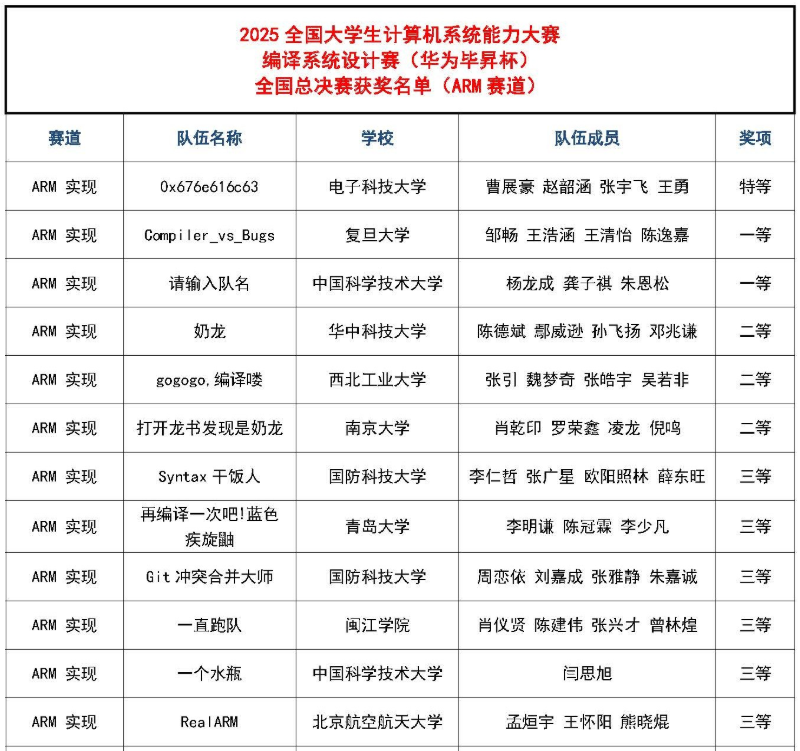 2025 全国大学生计算机系统能力大赛
编译系统设计赛（华为毕昇杯）
全国总决赛获奖名单（ARM 赛道）
赛道 队伍名称 学校 队伍成员 奖项
ARM 实现 0x676e616c63 电子科技大学 曹展豪 赵韶涵 张宇飞 王勇 特等
ARM 实现 Compiler_vs_Bugs 复旦大学 邹畅 王浩涵 王清怡 陈逸嘉 一等
ARM 实现 请输入队名 中国科学技术大学 杨龙成 龚子祺 朱恩松 一等
ARM 实现 奶龙 华中科技大学 陈德斌 鄢威逊 孙飞扬 邓兆谦 二等
ARM 实现 gogogo,编译喽 西北工业大学 张引 魏梦奇 张皓宇 吴若非 二等
ARM 实现 打开龙书发现是奶龙 南京大学 肖乾印 罗荣鑫 凌龙 倪鸣 二等
ARM 实现 Syntax 干饭人 国防科技大学 李仁哲 张广星 欧阳照林 薛东旺 三等
ARM 实现 再编译一次吧!蓝色
疾旋鼬 青岛大学 李明谦 陈冠霖 李少凡 三等
ARM 实现 Git 冲突合并大师 国防科技大学 周恋依 刘嘉成 张雅静 朱嘉诚 三等
ARM 实现 一直跑队 闽江学院 肖仪贤 陈建伟 张兴才 曾林煌 三等
ARM 实现 一个水瓶 中国科学技术大学 闫思旭 三等
ARM 实现 RealARM 北京航空航天大学 孟烜宇 王怀阳 熊晓焜 三等